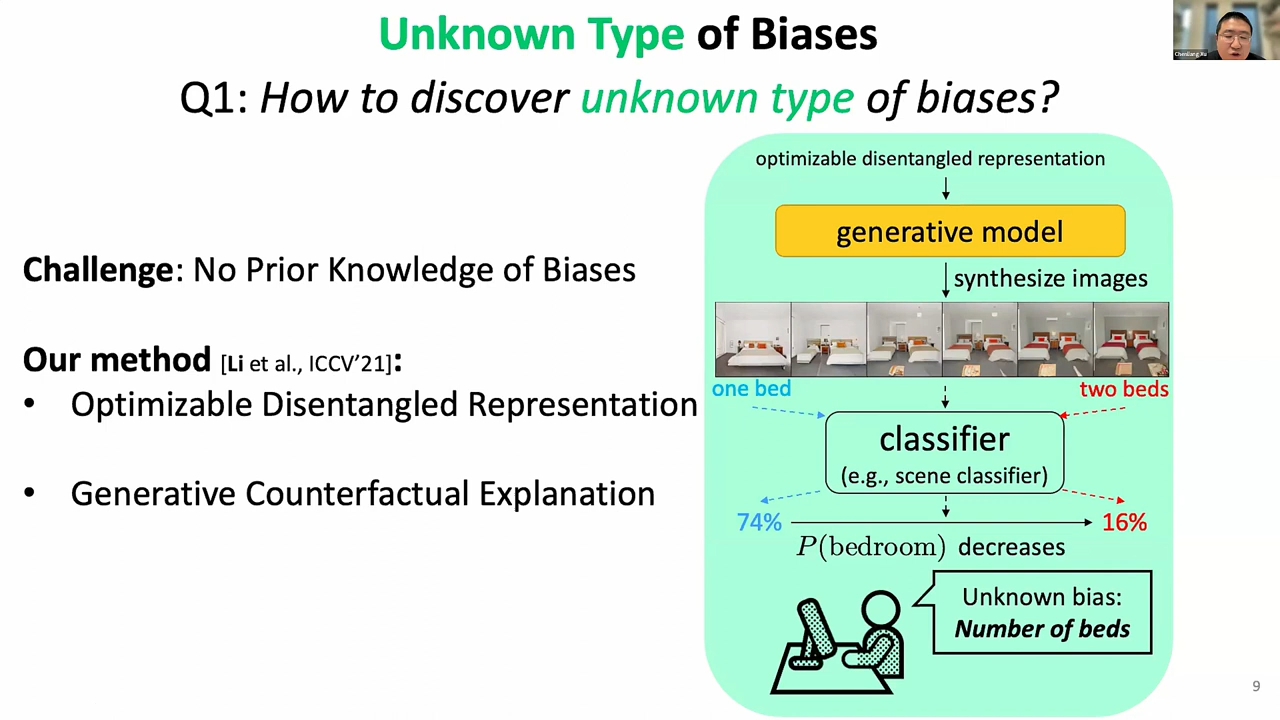 Unknown Type of Biases
Q1: How to discover unknown type of biases?
Chenliang Xu
Challenge: No Prior Knowledge of Biases
Our method [Li et al., ICCV’21]:
• Optimizable Disentangled Representation
• Generative Counterfactual Explanation
optimizable disentangled representation
generative model
synthesize images
one bed
two beds
classifier
(e.g., scene classifier)
74%
16%
P(bedroom) decreases
Unknown bias:
Number of beds
9